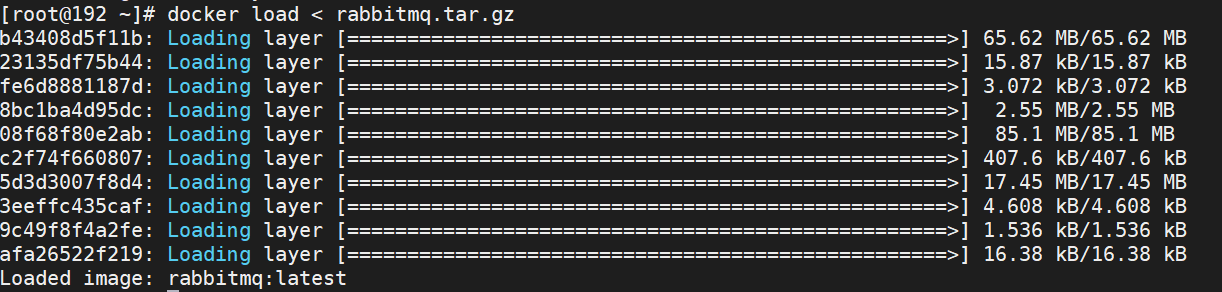 [root@192 ~]# docker load < rabbitmq.tar.gz
b43408d5f11b: Loading layer [==================================================>] 65.62 MB/65.62 MB
23135df75b44: Loading layer [==================================================>] 15.87 kB/15.87 kB
fe6d8881187d: Loading layer [==================================================>] 3.072 kB/3.072 kB
8bc1ba4d95dc: Loading layer [==================================================>]  2.55 MB/2.55 MB
08f68f80e2ab: Loading layer [==================================================>]  85.1 MB/85.1 MB
c2f74f660807: Loading layer [==================================================>] 407.6 kB/407.6 kB
5d3d3007f8d4: Loading layer [==================================================>] 17.45 MB/17.45 MB
3eeffc435caf: Loading layer [==================================================>] 4.608 kB/4.608 kB
9c49f8f4a2fe: Loading layer [==================================================>] 1.536 kB/1.536 kB
afa26522f219: Loading layer [==================================================>] 16.38 kB/16.38 kB
Loaded image: rabbitmq:latest